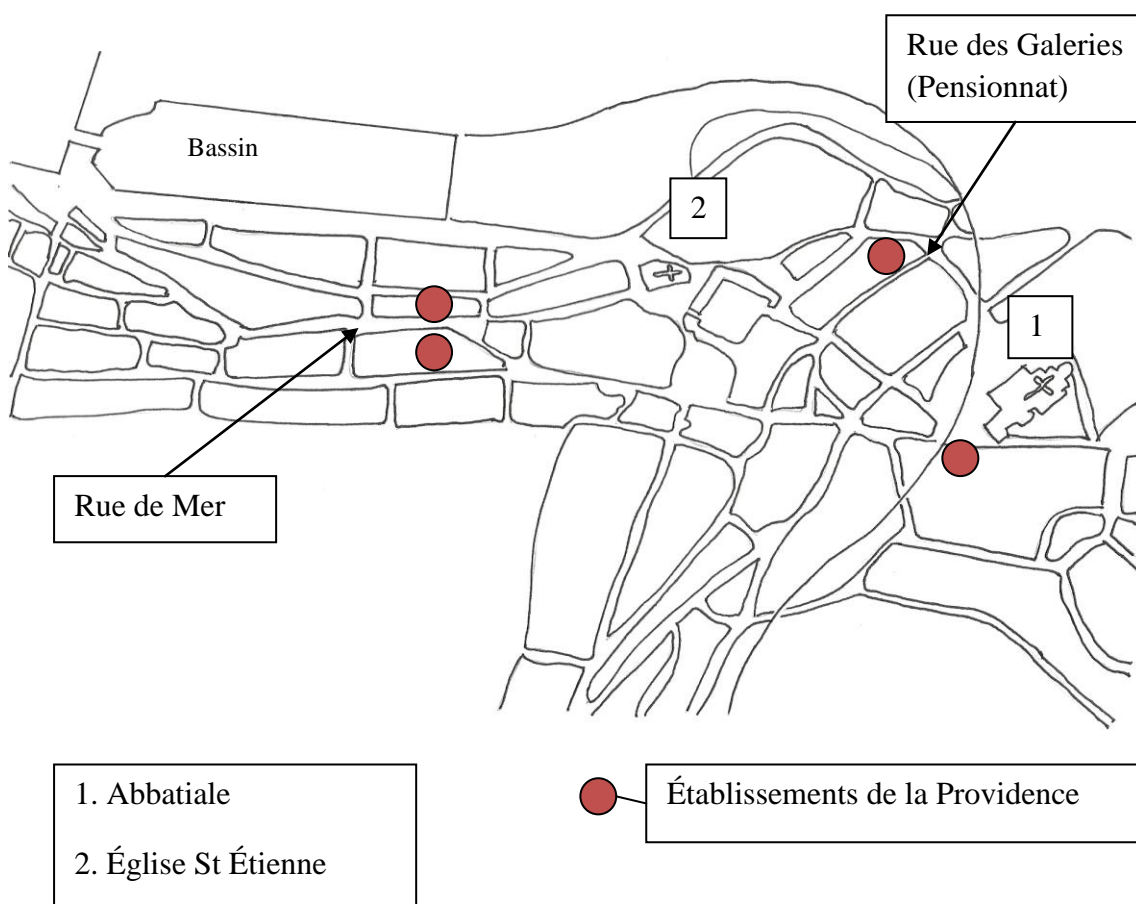 Rue des Galeries
(Pensionnat)
Bassin
2
1
Rue de Mer
1. Abbatiale
2. Église St Étienne
Établissements de la Providence